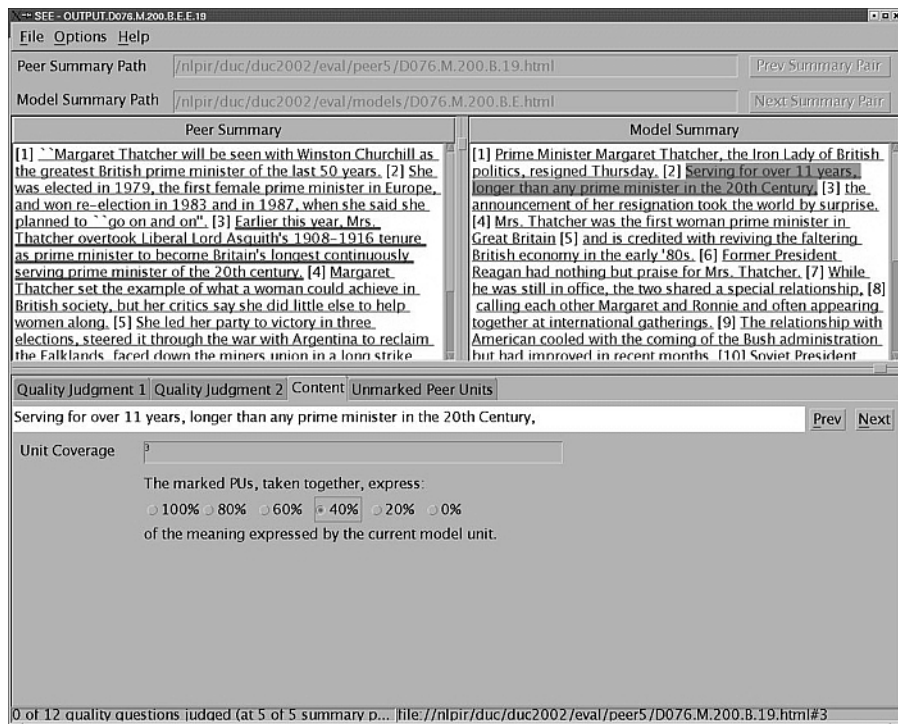 SEE - OUTPUT.D076.M.200.B.E.E.19
File Options Help
Peer Summary Path /nlpir/duc/duc2002/eval/peer5/D076.M.200.B.19.html Prev Summary Pair
Model Summary Path /nlpir/duc/duc2002/eval/models/D076.M.200.B.E.html Next Summary Pair
Peer Summary
[1] ``Margaret Thatcher will be seen with Winston Churchill as
the greatest British prime minister of the last 50 years. [2] She
was elected in 1979, the first female prime minister in Europe,
and won re-election in 1983 and in 1987, when she said she
planned to ``go on and on". [3] Earlier this year, Mrs.
Thatcher overtook Liberal Lord Asquith's 1908-1916 tenure
as prime minister to become Britain's longest continuously
serving prime minister of the 20th century. [4] Margaret
Thatcher set the example of what a woman could achieve in
British society, but her critics say she did little else to help
women along. [5] She led her party to victory in three
elections, steered it through the war with Argentina to reclaim
the Falklands, faced down the miners union in a long strike
Model Summary
[1] Prime Minister Margaret Thatcher, the Iron Lady of British
politics, resigned Thursday. [2] Serving for over 11 years,
longer than any prime minister in the 20th Century, [3] the
announcement of her resignation took the world by surprise.
[4] Mrs. Thatcher was the first woman prime minister in
Great Britain [5] and is credited with reviving the faltering
British economy in the early '80s. [6] Former President
Reagan had nothing but praise for Mrs. Thatcher. [7] While
he was still in office, the two shared a special relationship, [8]
calling each other Margaret and Ronnie and often appearing
together at international gatherings. [9] The relationship with
American cooled with the coming of the Bush administration
but had improved in recent months. [10] Soviet President
Quality Judgment 1 Quality Judgment 2 Content Unmarked Peer Units
Serving for over 11 years, longer than any prime minister in the 20th Century, Prev Next
Unit Coverage 3
The marked PUs, taken together, express:
100% 80% 60% 40% 20% 0%
of the meaning expressed by the current model unit.
0 of 12 quality questions judged (at 5 of 5 summary p... file://nlpir/duc/duc2002/eval/peer5/D076.M.200.B.19.html#3